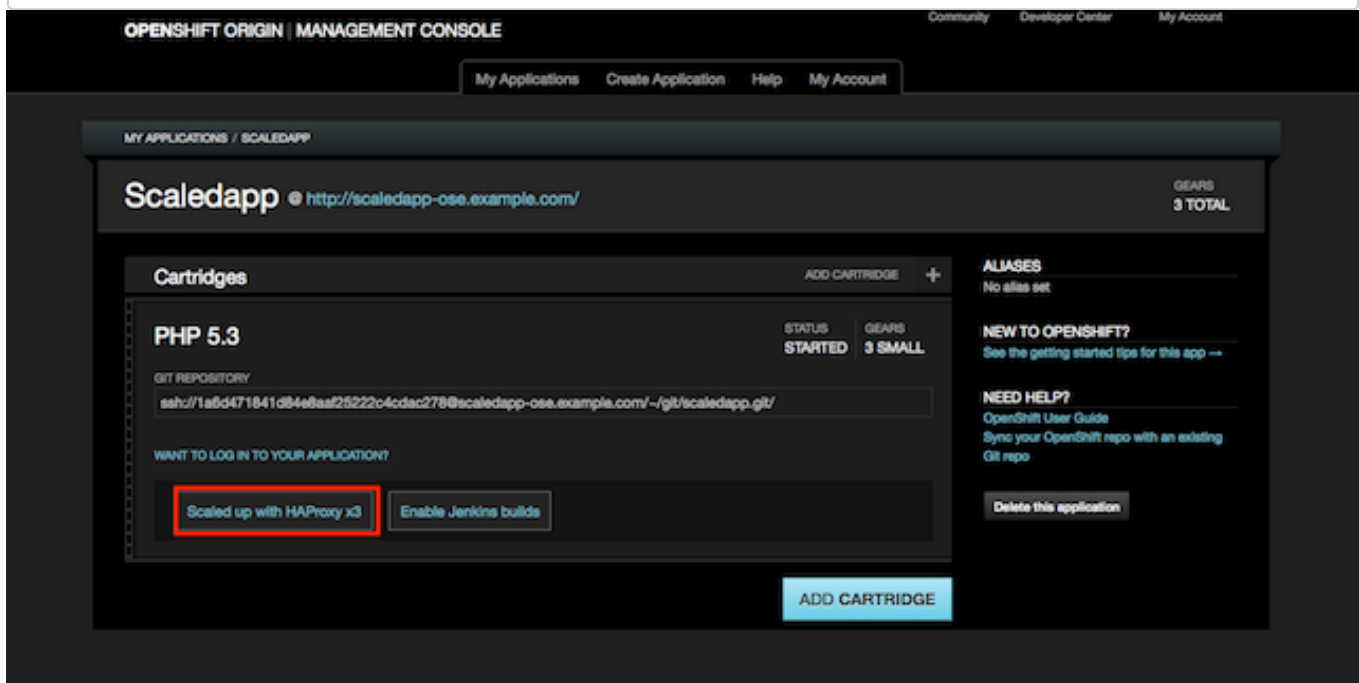 OPENSHIFT ORIGIN | MANAGEMENT CONSOLE
Community Developer Center My Account
My Applications Create Application Help My Account
MY APPLICATIONS / SCALEDAPP
Scaledapp @ http://scaledapp-ose.example.com/
GEARS
3 TOTAL
Cartridges
ADD CARTRIDGE +
PHP 5.3
STATUS
STARTED
GEARS
3 SMALL
GIT REPOSITORY
ssh://1a6d471841d84e8aaf25222c4cdac278@scaledapp-ose.example.com/~/git/scaledapp.git/
WANT TO LOG IN TO YOUR APPLICATION?
Scaled up with HAProxy x3
Enable Jenkins builds
ADD CARTRIDGE
ALIASES
No alias set
NEW TO OPENSHIFT?
See the getting started tips for this app →
NEED HELP?
OpenShift User Guide
Sync your OpenShift repo with an existing
Git repo
Delete this application